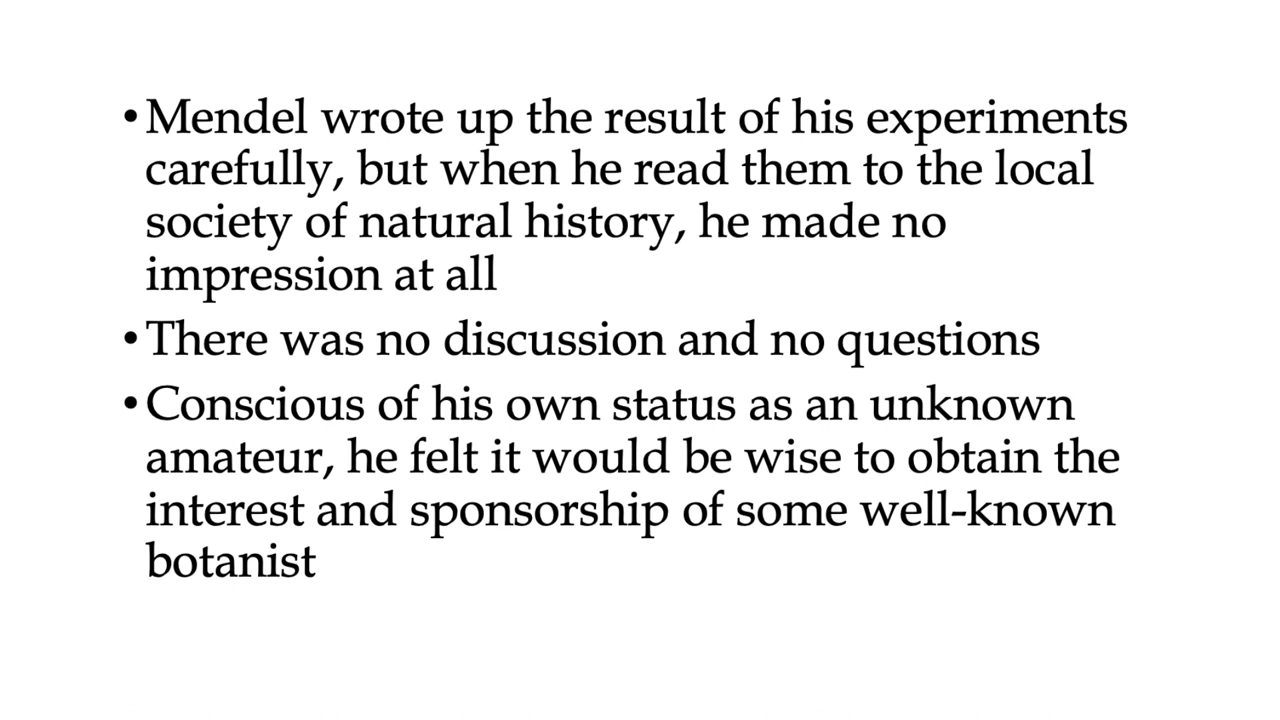 •Mendel wrote up the result of his experiments
carefully, but when he read them to the local
society of natural history, he made no
impression at all
•There was no discussion and no questions
•Conscious of his own status as an unknown
amateur, he felt it would be wise to obtain the
interest and sponsorship of some well-known
botanist